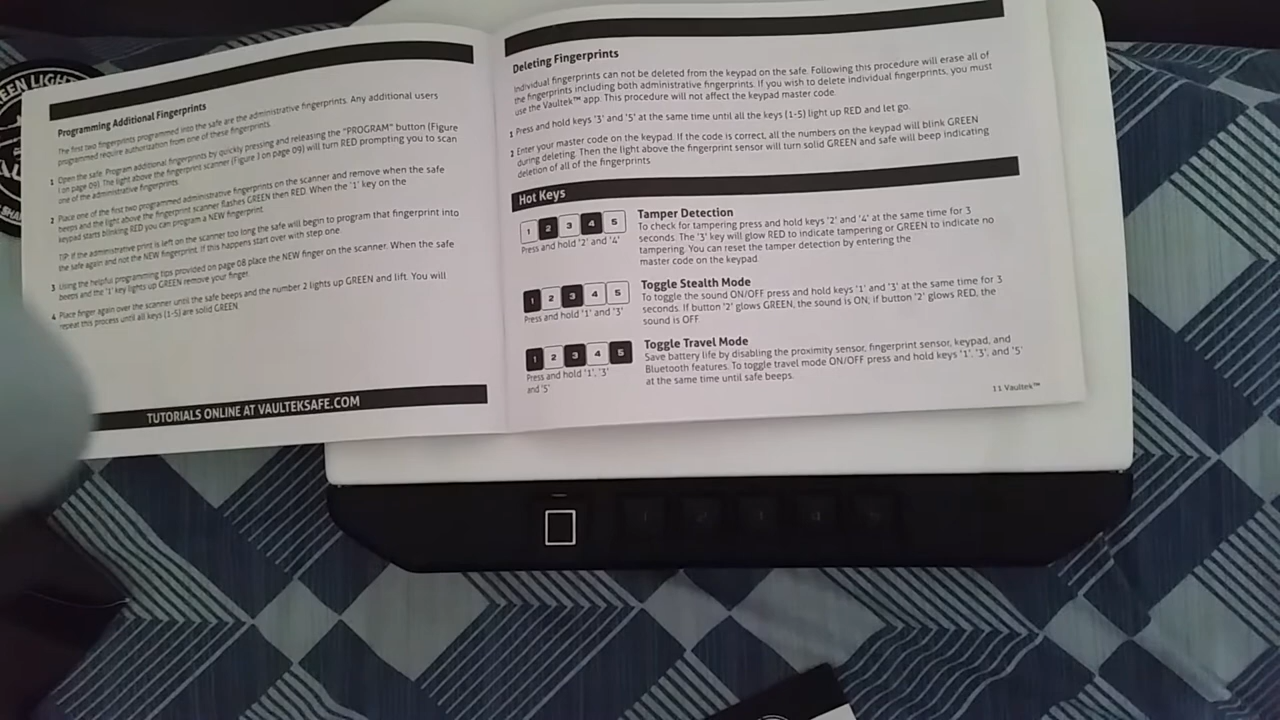 EEN LIGH
Programming Additional Fingerprints
The first two fingerprints programmed into the safe are the administrative fingerprints. Any additional users
programmed require authorization from one of these fingerprints.
1 Open the safe. Program additional fingerprints by quickly pressing and releasing the "PROGRAM" button (Figure
I on page 09). The light above the fingerprint scanner (Figure J on page 09) will turn RED prompting you to scan
one of the administrative fingerprints.
2 Place one of the first two programmed administrative fingerprints on the scanner and remove when the safe
beeps and the light above the fingerprint scanner flashes GREEN then RED. When the '1' key on the
keypad starts blinking RED you can program a NEW fingerprint.
TIP: If the administrative print is left on the scanner too long the safe will begin to program that fingerprint into
the safe again and not the NEW fingerprint. If this happens start over with step one.
3 Using the helpful programming tips provided on page 08 place the NEW finger on the scanner. When the safe
beeps and the '1' key lights up GREEN remove your finger.
4 Place finger again over the scanner until the safe beeps and the number 2 lights up GREEN and lift. You will
repeat this process until all keys (1-5) are solid GREEN.
TUTORIALS ONLINE AT VAULTEKSAFE.COM
Deleting Fingerprints
Individual fingerprints can not be deleted from the keypad on the safe. Following this procedure will erase all of
the fingerprints including both administrative fingerprints. If you wish to delete individual fingerprints, you must
use the Vaultek™ app. This procedure will not affect the keypad master code.
1 Press and hold keys '3' and '5' at the same time until all the keys (1-5) light up RED and let go.
2 Enter your master code on the keypad. If the code is correct, all the numbers on the keypad will blink GREEN
during deleting. Then the light above the fingerprint sensor will turn solid GREEN and safe will beep indicating
deletion of all of the fingerprints.
Hot Keys
1 2 3 4 5
Press and hold '2' and '4'
Tamper Detection
To check for tampering press and hold keys '2' and '4' at the same time for 3
seconds. The '3' key will glow RED to indicate tampering or GREEN to indicate no
tampering. You can reset the tamper detection by entering the
master code on the keypad.
1 2 3 4 5
Press and hold '1' and '3'
Toggle Stealth Mode
To toggle the sound ON/OFF press and hold keys '1' and '3' at the same time for 3
seconds. If button '2' glows GREEN, the sound is ON; if button '2' glows RED, the
sound is OFF.
1 2 3 4 5
Press and hold '1', '3'
and '5'
Toggle Travel Mode
Save battery life by disabling the proximity sensor, fingerprint sensor, keypad, and
Bluetooth features. To toggle travel mode ON/OFF press and hold keys '1', '3', and '5'
at the same time until safe beeps.
11 Vaultek™